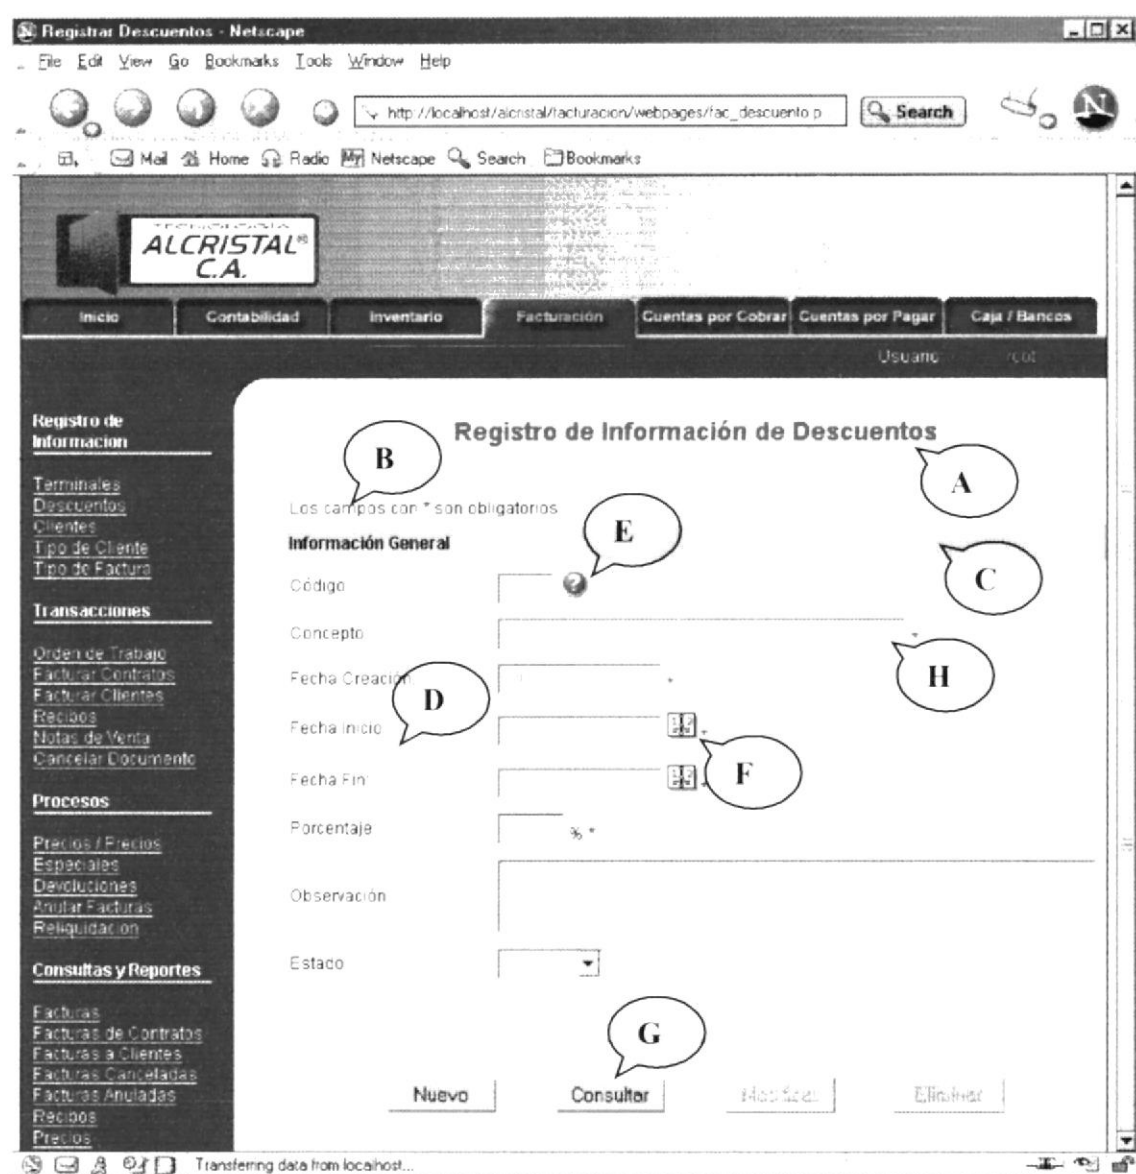 Registrar Descuentos - Netscape
File Edit View Go Bookmarks Tools Window Help
http://localhost/alcristal/facturacion/webpages/fac_descuento.p Search N
Mail Home Radio My Netscape Search Bookmarks
ALCRISTAL®
C.A.
Inicio Contabilidad Inventario Facturación Cuentas por Cobrar Cuentas por Pagar Caja / Bancos
Usuario root
Registro de
Informacion
Terminales
Descuentos
Clientes
Tipo de Cliente
Tipo de Factura
Transacciones
Orden de Trabajo
Facturar Contratos
Facturar Clientes
Recibos
Notas de Venta
Cancelar Documento
Procesos
Precios / Precios
Especiales
Devoluciones
Anular Facturas
Reliquidacion
Consultas y Reportes
Facturas
Facturas de Contratos
Facturas a Clientes
Facturas Canceladas
Facturas Anuladas
Recibos
Precios
Registro de Información de Descuentos
A
B
Los campos con * son obligatorios
E
Información General
C
Código ?
Concepto *
H
Fecha Creación *
D
Fecha Inicio *
F
Fecha Fin *
Porcentaje % *
Observación
Estado
G
Nuevo Consultar Modificar Eliminar
Transferring data from localhost...